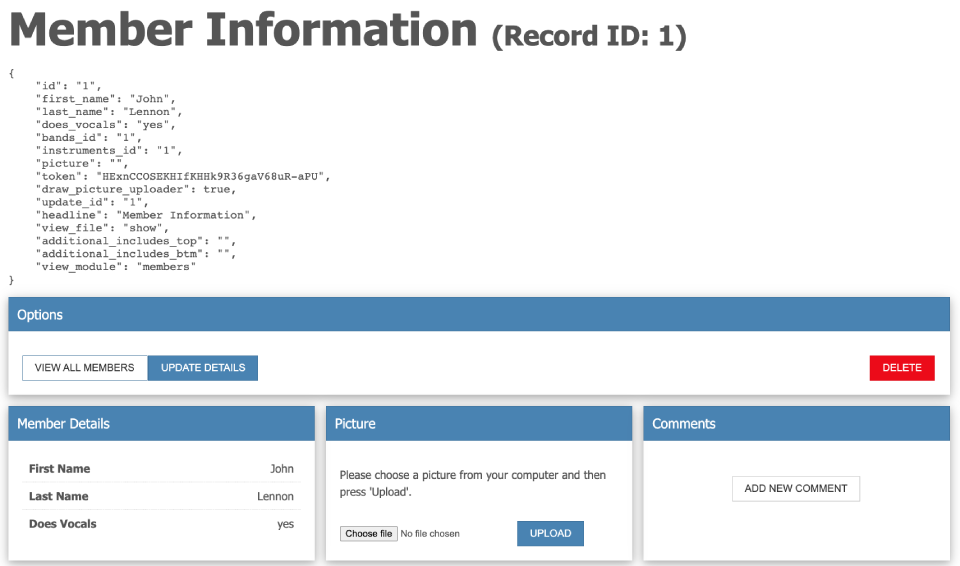 Member Information (Record ID: 1)
{
    "id": "1",
    "first_name": "John",
    "last_name": "Lennon",
    "does_vocals": "yes",
    "bands_id": "1",
    "instruments_id": "1",
    "picture": "",
    "token": "HExnCCOSEKHIfKHHk9R36gaV68uR-aPU",
    "draw_picture_uploader": true,
    "update_id": "1",
    "headline": "Member Information",
    "view_file": "show",
    "additional_includes_top": "",
    "additional_includes_btm": "",
    "view_module": "members"
}
Options
VIEW ALL MEMBERS UPDATE DETAILS DELETE
Member Details
First Name John
Last Name Lennon
Does Vocals yes
Picture
Please choose a picture from your computer and then
press 'Upload'.
Choose file No file chosen UPLOAD
Comments
ADD NEW COMMENT